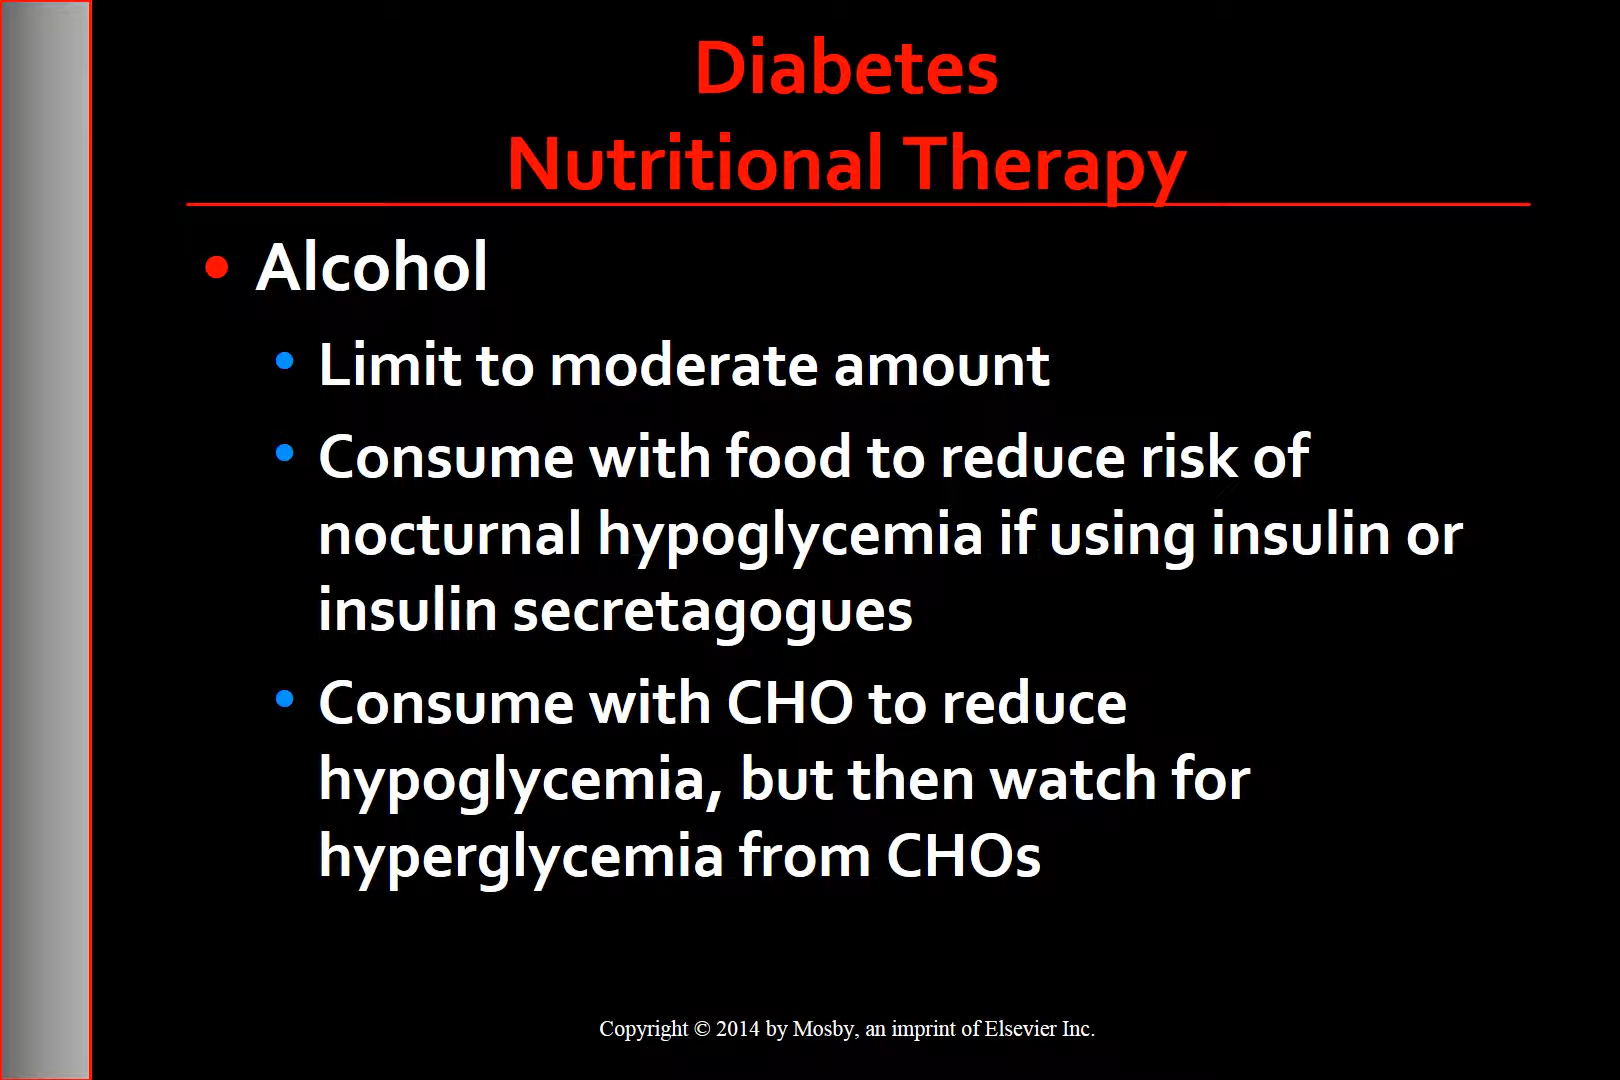 Diabetes
Nutritional Therapy
• Alcohol
• Limit to moderate amount
• Consume with food to reduce risk of
nocturnal hypoglycemia if using insulin or
insulin secretagogues
• Consume with CHO to reduce
hypoglycemia, but then watch for
hyperglycemia from CHOs
Copyright © 2014 by Mosby, an imprint of Elsevier Inc.